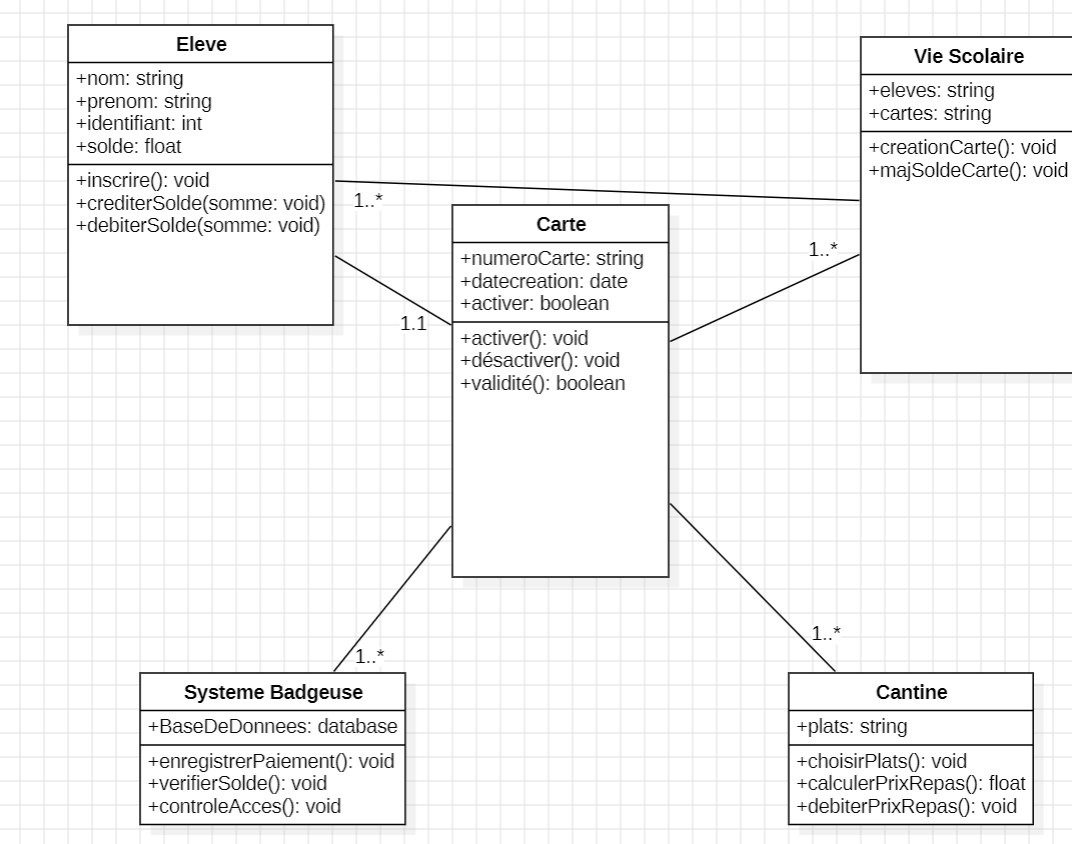 Eleve
+nom: string
+prenom: string
+identifiant: int
+solde: float
+inscrire(): void
+crediterSolde(somme: void)
+debiterSolde(somme: void)
Vie Scolaire
+eleves: string
+cartes: string
+creationCarte(): void
+majSoldeCarte(): void
1..*
1..*
1.1
Carte
+numeroCarte: string
+datecreation: date
+activer: boolean
+activer(): void
+désactiver(): void
+validité(): boolean
1..*
1..*
Systeme Badgeuse
+BaseDeDonnees: database
+enregistrerPaiement(): void
+verifierSolde(): void
+controleAcces(): void
Cantine
+plats: string
+choisirPlats(): void
+calculerPrixRepas(): float
+debiterPrixRepas(): void